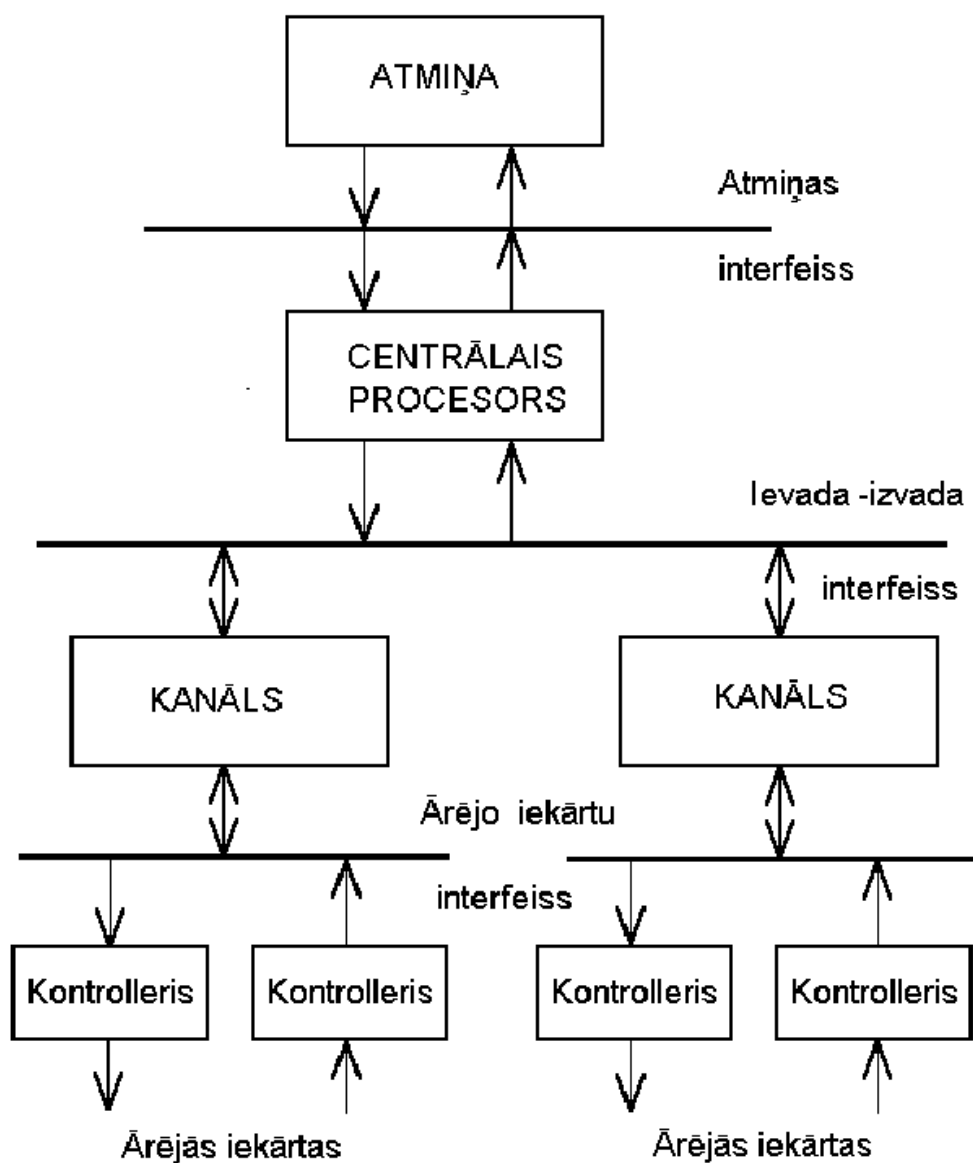 ATMIŅA
Atmiņas
interfeiss
CENTRĀLAIS
PROCESORS
Ievada -izvada
interfeiss
KANĀLS
KANĀLS
Ārējo iekārtu
interfeiss
Kontrolleris
Kontrolleris
Kontrolleris
Kontrolleris
Ārējās iekārtas
Ārējās iekārtas